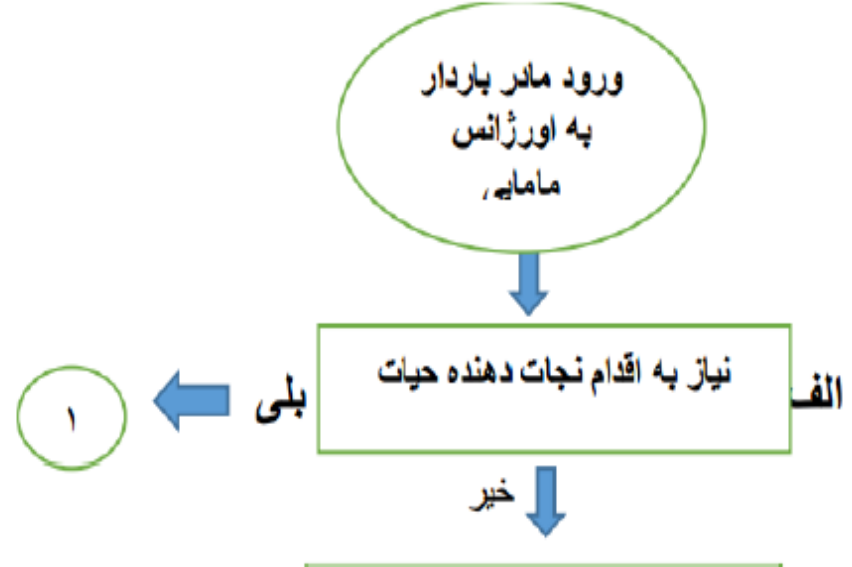 ورود مادر باردار
به اورژانس
مامایی
الف
نیاز به اقدام نجات دهنده حیات
بلی
۱
خیر